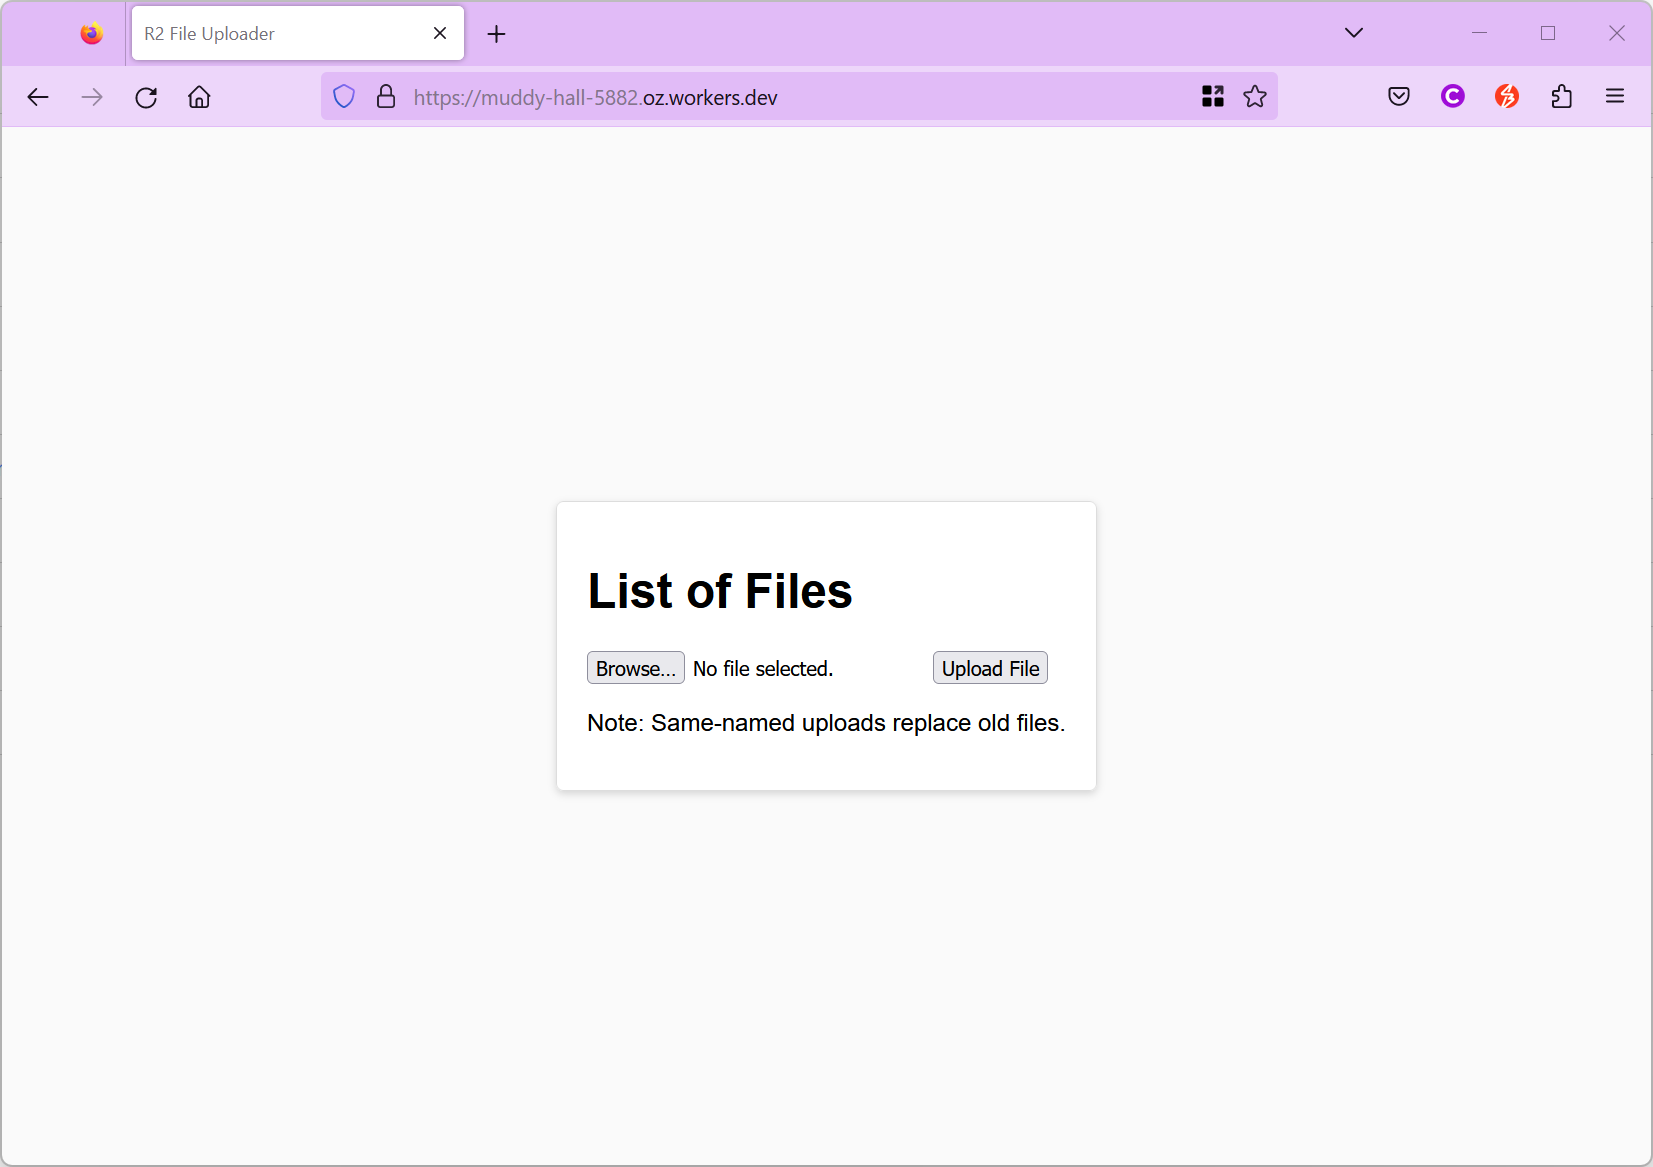 R2 File Uploader
https://muddy-hall-5882.oz.workers.dev
List of Files
Browse... No file selected. Upload File
Note: Same-named uploads replace old files.